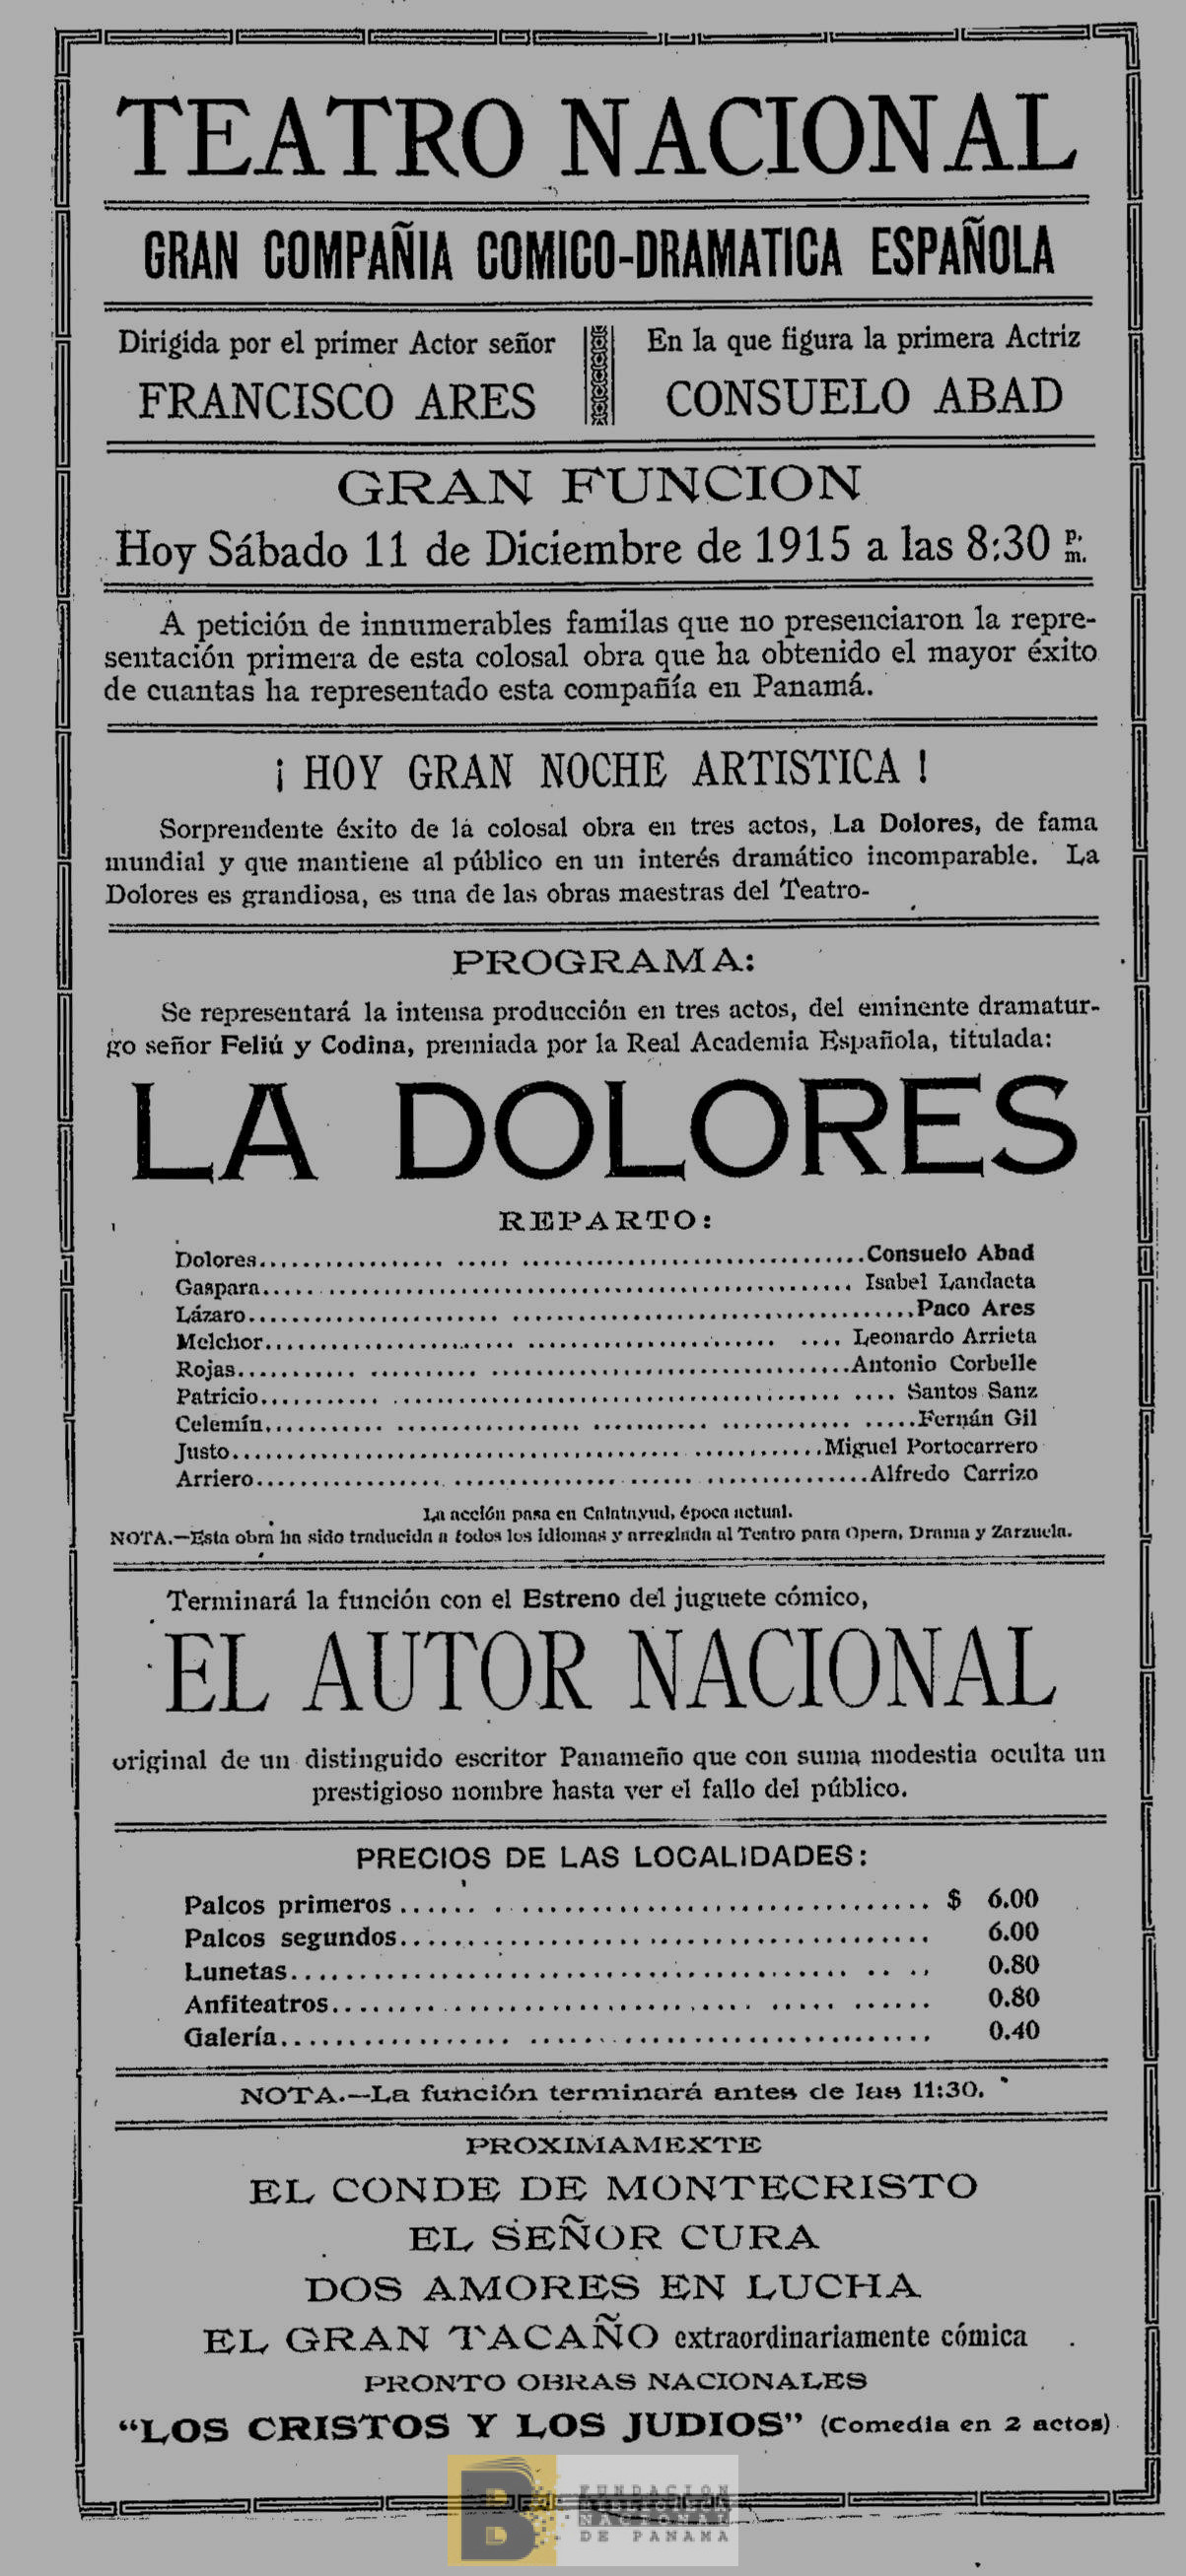 TEATRO NACIONAL
GRAN COMPAÑIA COMICO-DRAMATICA ESPAÑOLA
Dirigida por el primer Actor señor
FRANCISCO ARES
En la que figura la primera Actriz
CONSUELO ABAD
GRAN FUNCION
Hoy Sábado 11 de Diciembre de 1915 a las 8:30 p. m.
A petición de innumerables familas que no presenciaron la repre-
sentación primera de esta colosal obra que ha obtenido el mayor éxito
de cuantas ha representado esta compañía en Panamá.
¡ HOY GRAN NOCHE ARTISTICA !
Sorprendente éxito de la colosal obra en tres actos, La Dolores, de fama
mundial y que mantiene al público en un interés dramático incomparable. La
Dolores es grandiosa, es una de las obras maestras del Teatro-
PROGRAMA:
Se representará la intensa producción en tres actos, del eminente dramatur-
go señor Feliú y Codina, premiada por la Real Academia Española, titulada:
LA DOLORES
REPARTO:
Dolores.................................................Consuelo Abad
Gaspara................................................. Isabel Landaeta
Lázaro.................................................Paco Ares
Melchor................................................. Leonardo Arrieta
Rojas.................................................Antonio Corbelle
Patricio................................................. Santos Sanz
Celemín.................................................Fernán Gil
Justo.................................................Miguel Portocarrero
Arriero.................................................Alfredo Carrizo
La acción pasa en Calatayud, época actual.
NOTA.—Esta obra ha sido traducida a todos los idiomas y arreglada al Teatro para Opera, Drama y Zarzuela.
Terminará la función con el Estreno del juguete cómico,
EL AUTOR NACIONAL
original de un distinguido escritor Panameño que con suma modestia oculta un
prestigioso nombre hasta ver el fallo del público.
PRECIOS DE LAS LOCALIDADES:
Palcos primeros........................................ $ 6.00
Palcos segundos........................................ 6.00
Lunetas........................................ 0.80
Anfiteatros........................................ 0.80
Galería........................................ 0.40
NOTA.—La función terminará antes de las 11:30.
PROXIMAMEXTE
EL CONDE DE MONTECRISTO
EL SEÑOR CURA
DOS AMORES EN LUCHA
EL GRAN TACAÑO extraordinariamente cómica
PRONTO OBRAS NACIONALES
“LOS CRISTOS Y LOS JUDIOS” (Comedia en 2 actos).
B
FUNDACION
BIBLIOTECA
NACIONAL
DE PANAMA